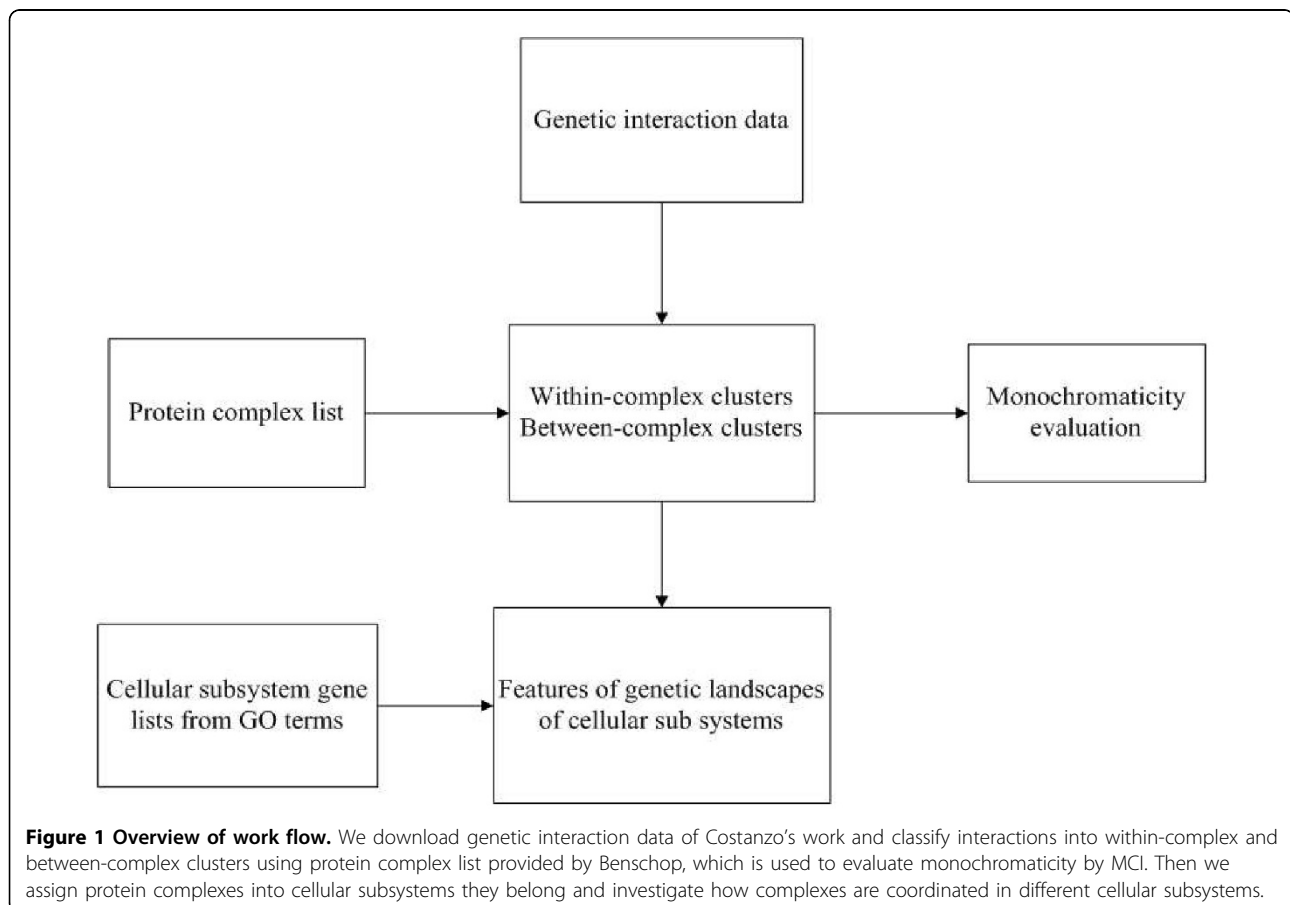 Genetic interaction data
Protein complex list
Within-complex clusters
Between-complex clusters
Monochromaticity
evaluation
Cellular subsystem gene
lists from GO terms
Features of genetic landscapes
of cellular sub systems
Figure 1 Overview of work flow. We download genetic interaction data of Costanzo's work and classify interactions into within-complex and
between-complex clusters using protein complex list provided by Benschop, which is used to evaluate monochromaticity by MCI. Then we
assign protein complexes into cellular subsystems they belong and investigate how complexes are coordinated in different cellular subsystems.